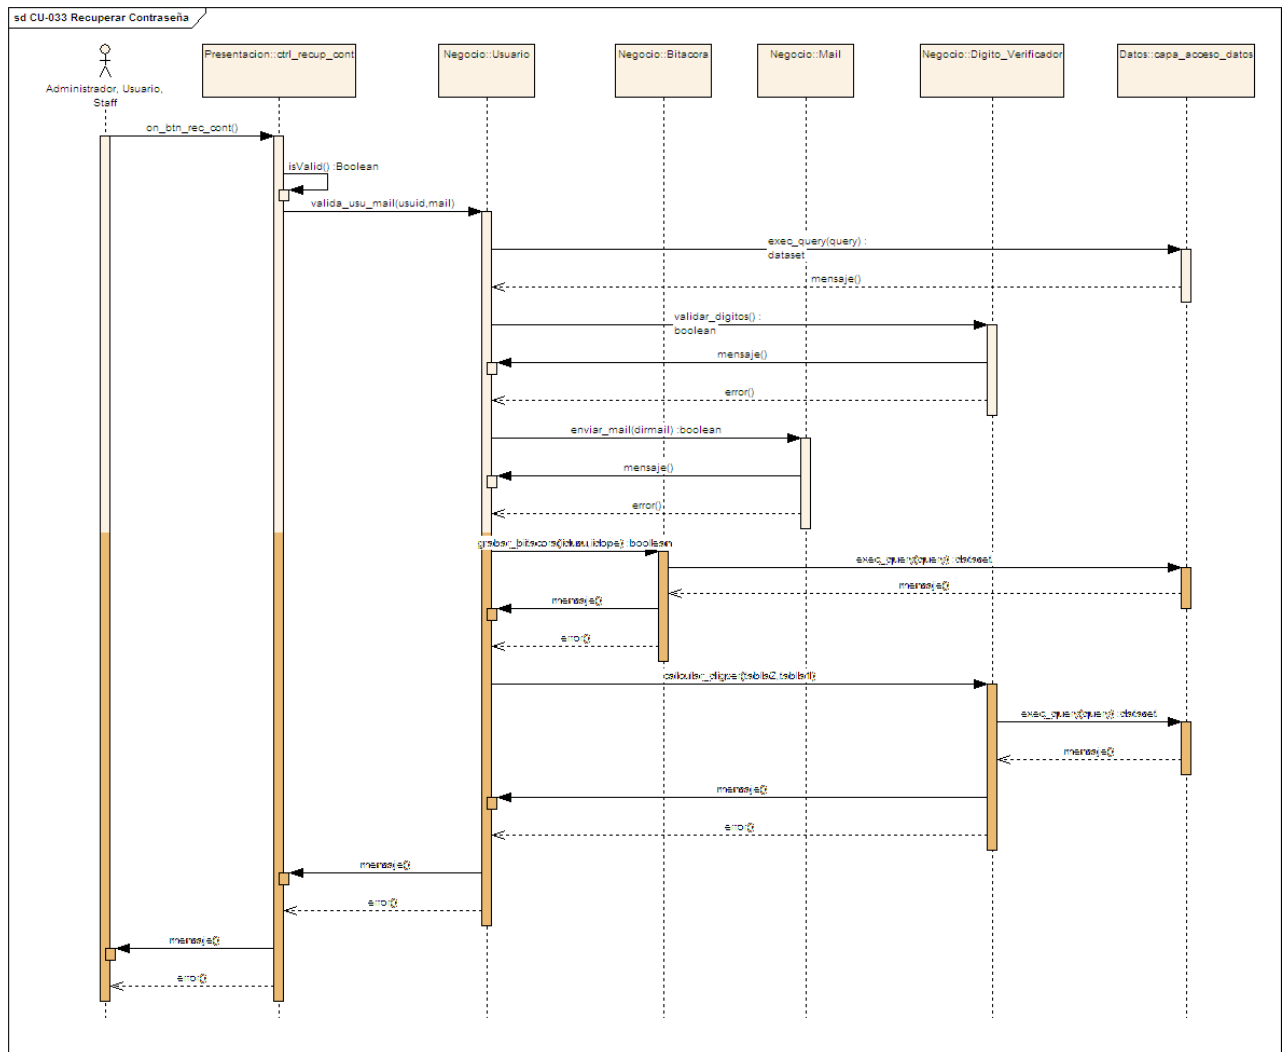 sd CU-033 Recuperar Contraseña
Administrador, Usuario,
Staff
Presentacion::ctrl_recup_cont
Negocio::Usuario
Negocio::Bitacora
Negocio::Mail
Negocio::Digito_Verificador
Datos::capa_acceso_datos
on_btn_rec_cont()
isValid() :Boolean
valida_usu_mail(usuid,mail)
exec_query(query) :
dataset
mensaje()
validar_digitos() :
boolean
mensaje()
error()
enviar_mail(dirmail) :boolean
mensaje()
error()
grabar_bitacora(idusu,idope) :boolean
exec_query(query) :dataset
mensaje()
mensaje()
error()
calcular_digver(tabla2,tabla1)
exec_query(query) :dataset
mensaje()
mensaje()
error()
mensaje()
error()
mensaje()
error()